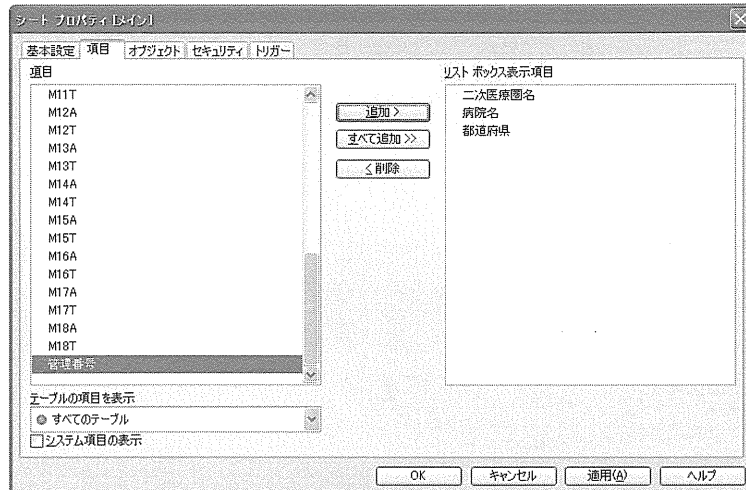 シート プロパティ [メイン]
基本設定 項目 オブジェクト セキュリティ トリガー
項目
M11T
M12A
M12T
M13A
M13T
M14A
M14T
M15A
M15T
M16A
M16T
M17A
M17T
M18A
M18T
管理番号
テーブルの項目を表示
すべてのテーブル
システム項目の表示
追加 >
すべて追加 >>
< 削除
リスト ボックス表示項目
二次医療圏名
病院名
都道府県
OK キャンセル 適用(A) ヘルプ